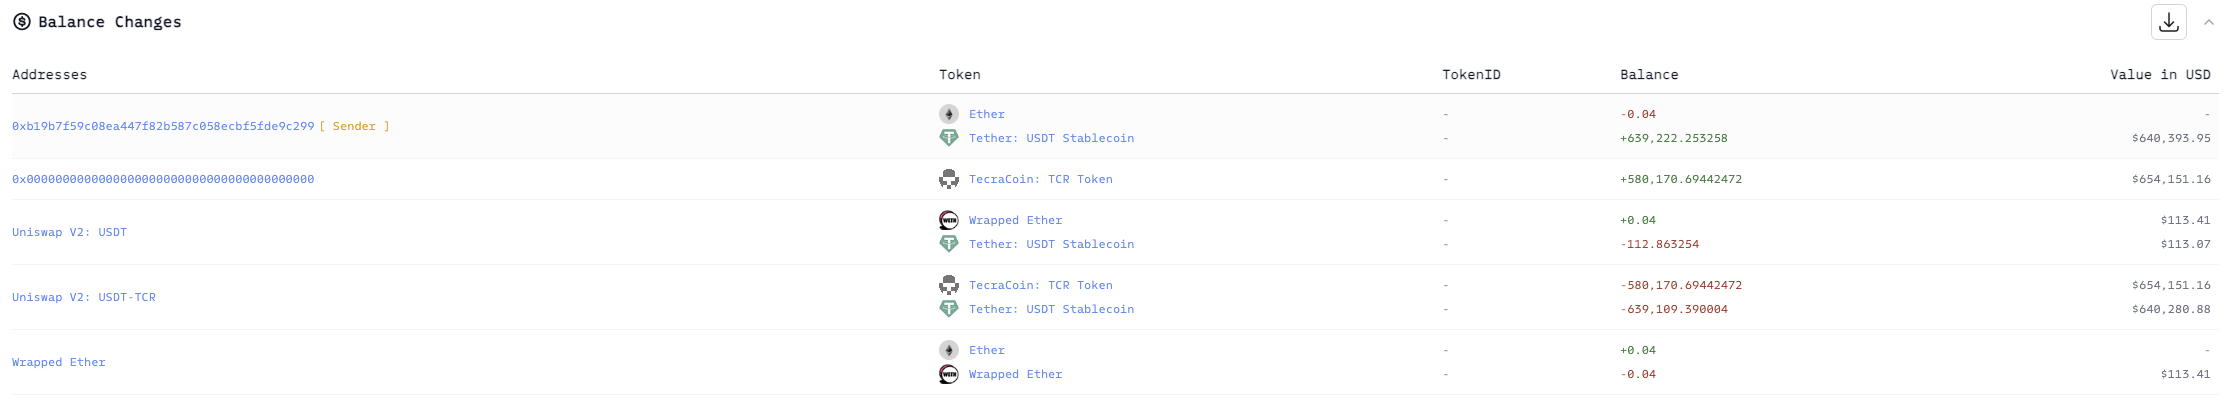 Balance Changes
Addresses Token TokenID Balance Value in USD
0xb19b7f59c08ea447f82b587c058ecbf5fde9c299 [ Sender ]
Ether - -0.04 -
Tether: USDT Stablecoin - +639,222.253258 $640,393.95
0x0000000000000000000000000000000000000000 TecraCoin: TCR Token - +580,170.69442472 $654,151.16
Uniswap V2: USDT
Wrapped Ether +0.04 $113.41
Tether: USDT Stablecoin - -112.863254 $113.07
Uniswap V2: USDT-TCR
TecraCoin: TCR Token - -580,170.69442472 $654,151.16
Tether: USDT Stablecoin - -639,109.390004 $640,280.88
Wrapped Ether
Ether - +0.04 -
Wrapped Ether - -0.04 $113.41